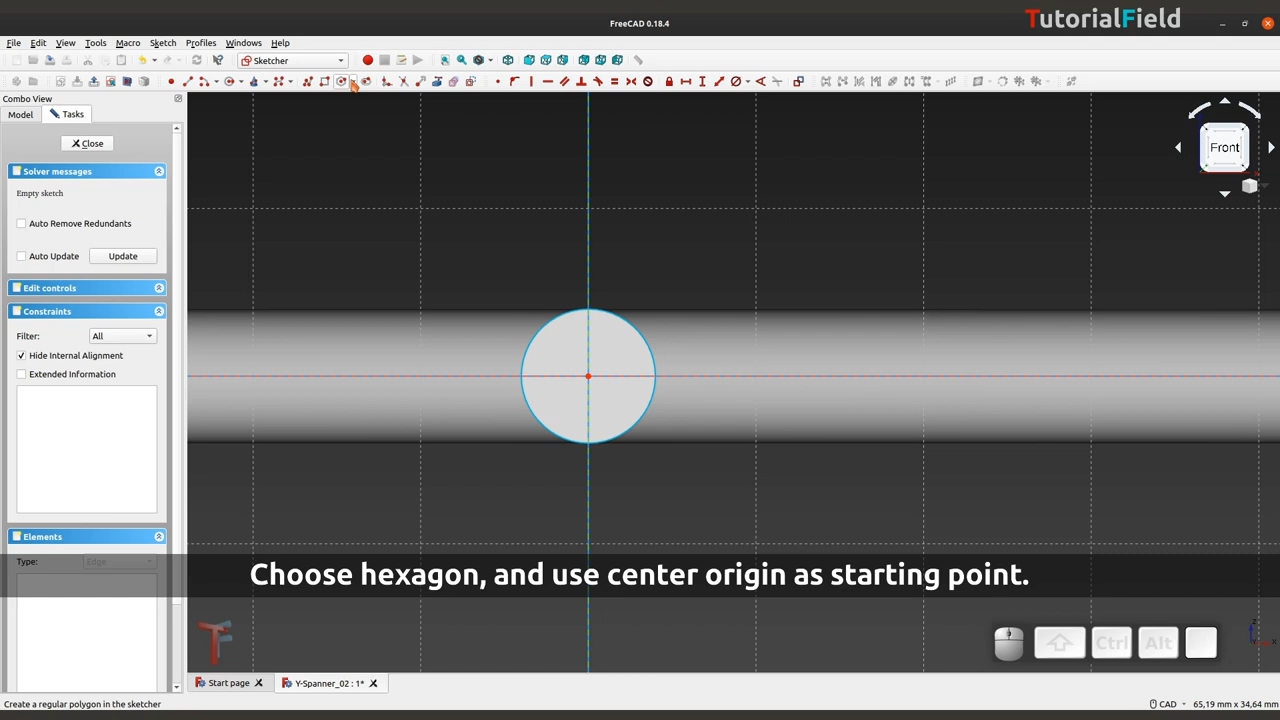 FreeCAD 0.18.4
TutorialField
File Edit View Tools Macro Sketch Profiles Windows Help
Sketcher
Combo View
Model Tasks
Close
Solver messages
Empty sketch
Auto Remove Redundants
Auto Update Update
Edit controls
Constraints
Filter: All
Hide Internal Alignment
Extended Information
Elements
Type: Edge
Front
Choose hexagon, and use center origin as starting point.
Ctrl Alt
Start page Y-Spanner_02 : 1*
Create a regular polygon in the sketcher
CAD 65,19 mm x 34,64 mm